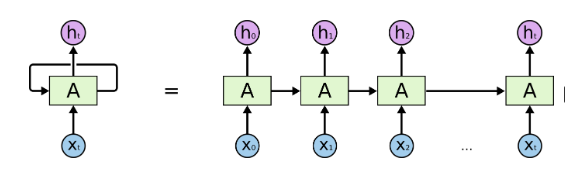 hₜ h₀ h₁ h₂ hₜ
A = A A A A
xₜ x₀ x₁ x₂ ... xₜ